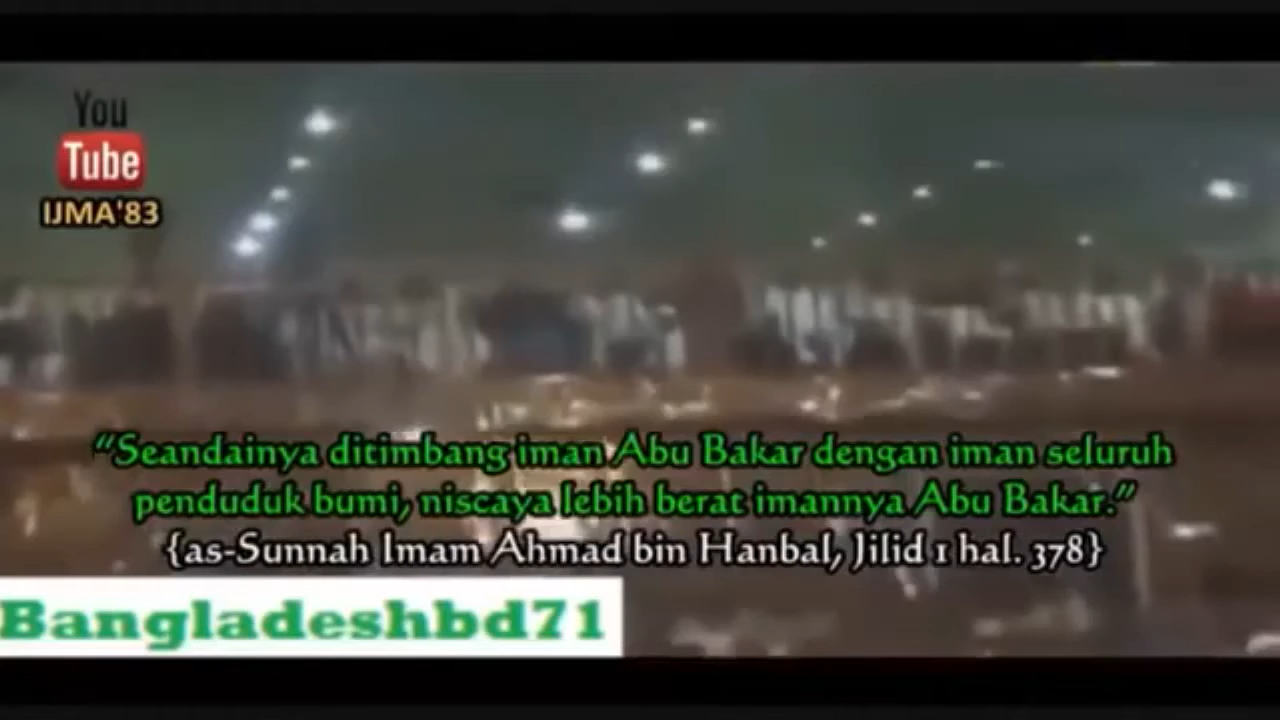 You
Tube
IJMA'83
"Seandainya ditimbang iman Abu Bakar dengan iman seluruh
penduduk bumi, niscaya lebih berat imannya Abu Bakar."
{as-Sunnah Imam Ahmad bin Hanbal, Jilid 1 hal. 378}
Bangladeshbd71